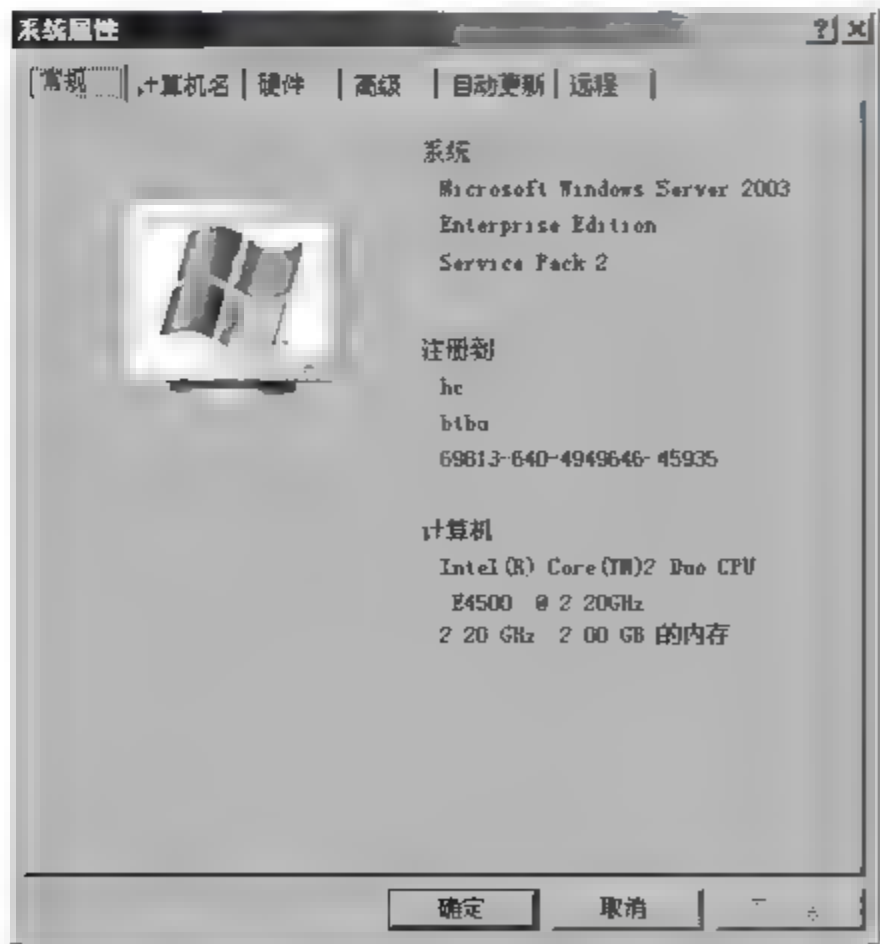 系统属性
常规 计算机名 硬件 高级 自动更新 远程
系统
Microsoft Windows Server 2003
Enterprise Edition
Service Pack 2
注册到
hc
btbu
69813-640-4949646-45935
计算机
Intel(R) Core(TM)2 Duo CPU
E4500 @ 2 20GHz
2 20 GHz 2 00 GB 的内存
确定 取消